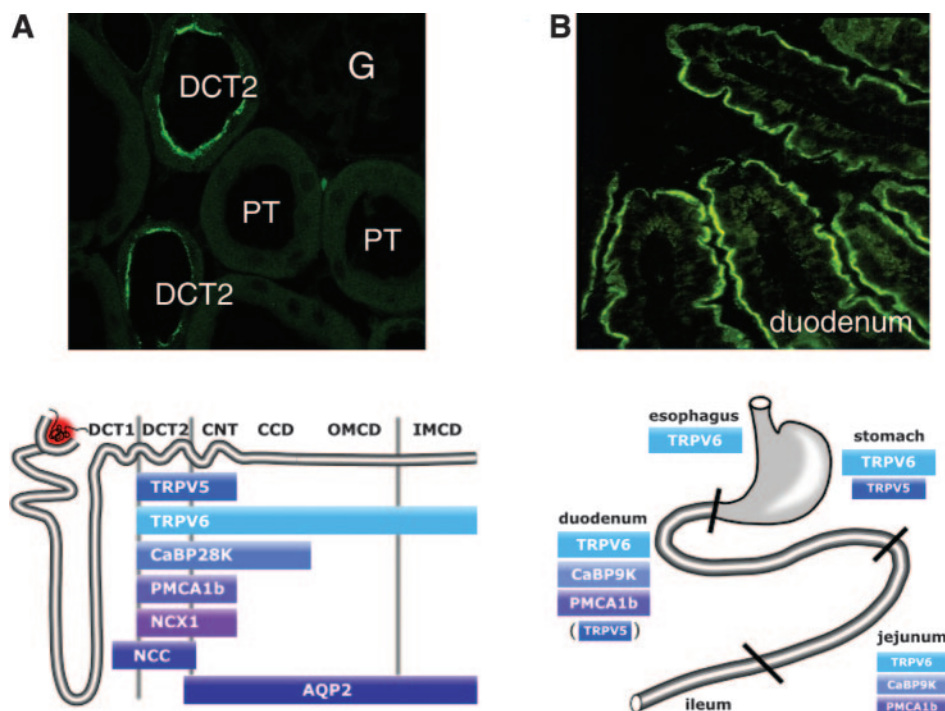 A
DCT2
G
PT
PT
DCT2
B
duodenum
DCT1 DCT2 CNT CCD OMCD IMCD
TRPV5
TRPV6
CaBP28K
PMCA1b
NCX1
NCC
AQP2
esophagus
TRPV6
stomach
TRPV6
TRPV5
duodenum
TRPV6
CaBP9K
PMCA1b
(TRPV5)
jejunum
TRPV6
CaBP9K
PMCA1b
ileum